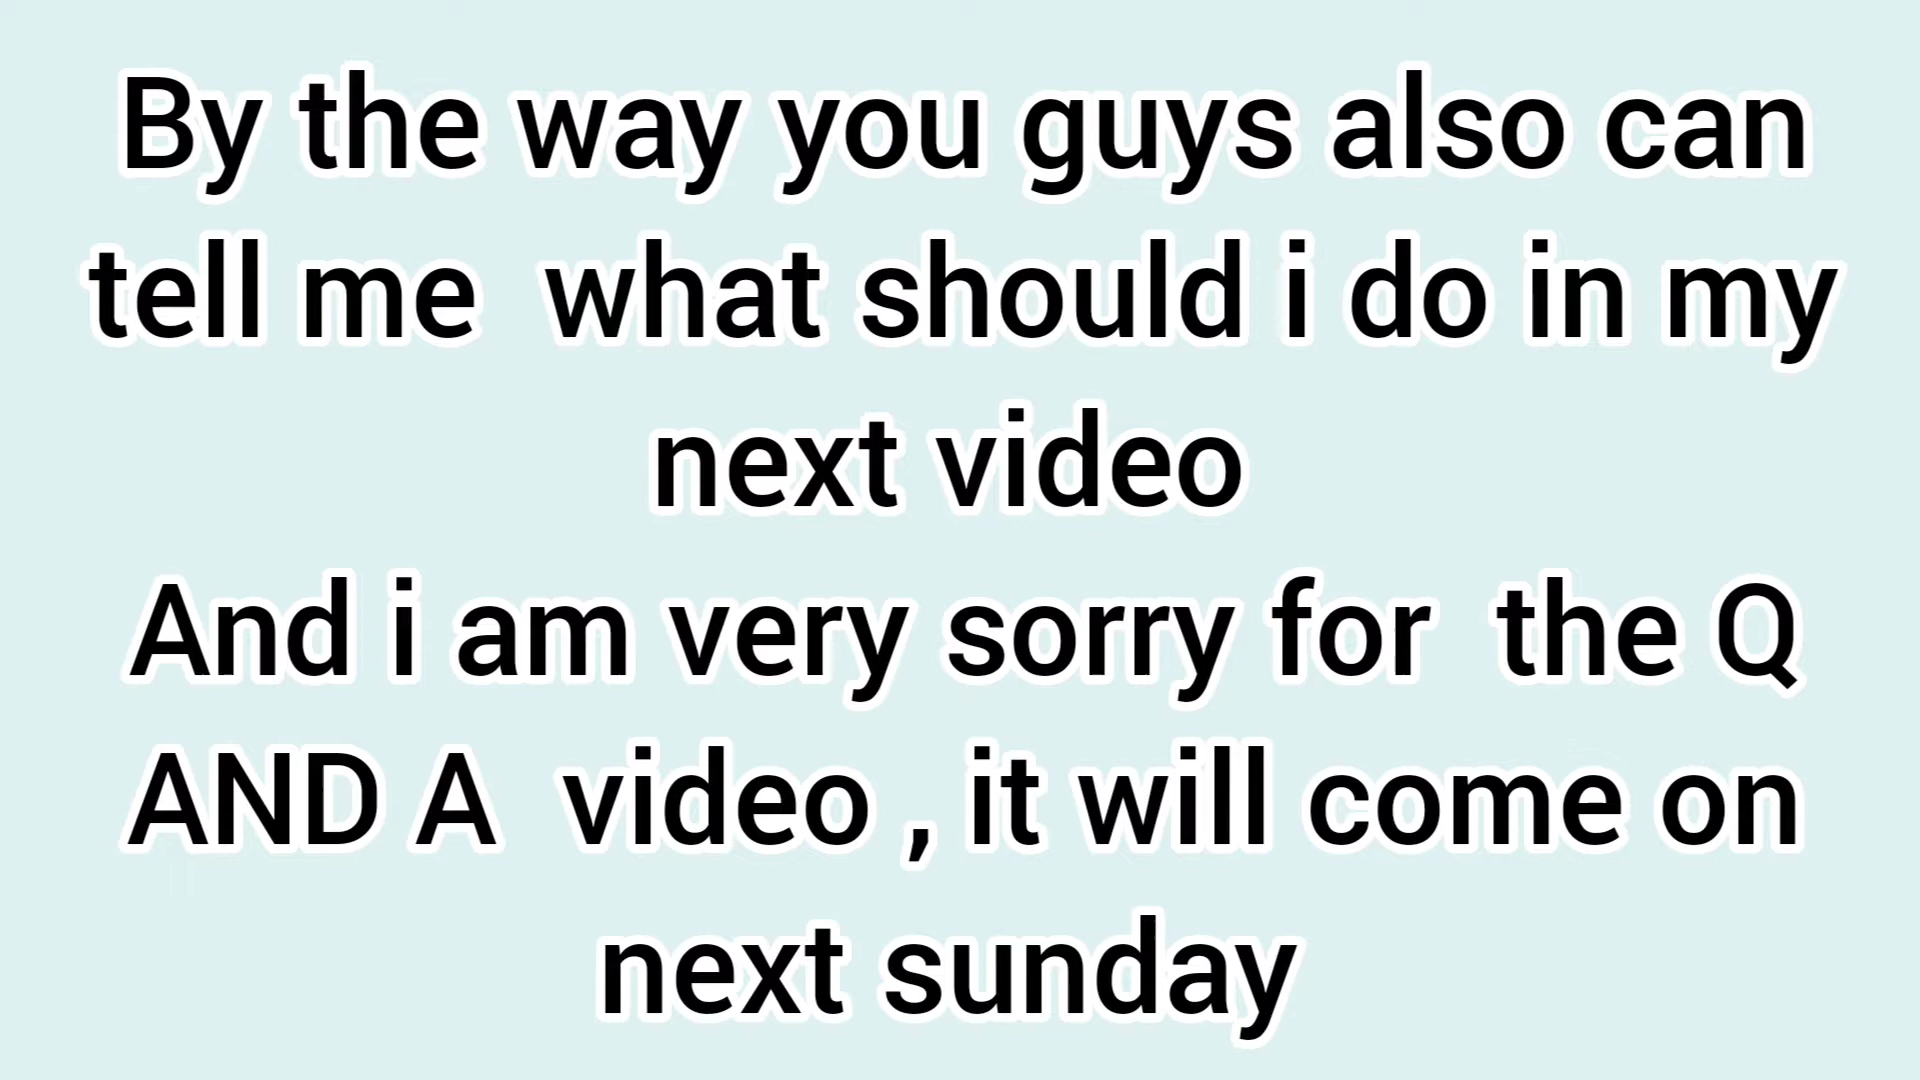 By the way you guys also can
tell me  what should i do in my
next video
And i am very sorry for  the Q
AND A  video , it will come on
next sunday